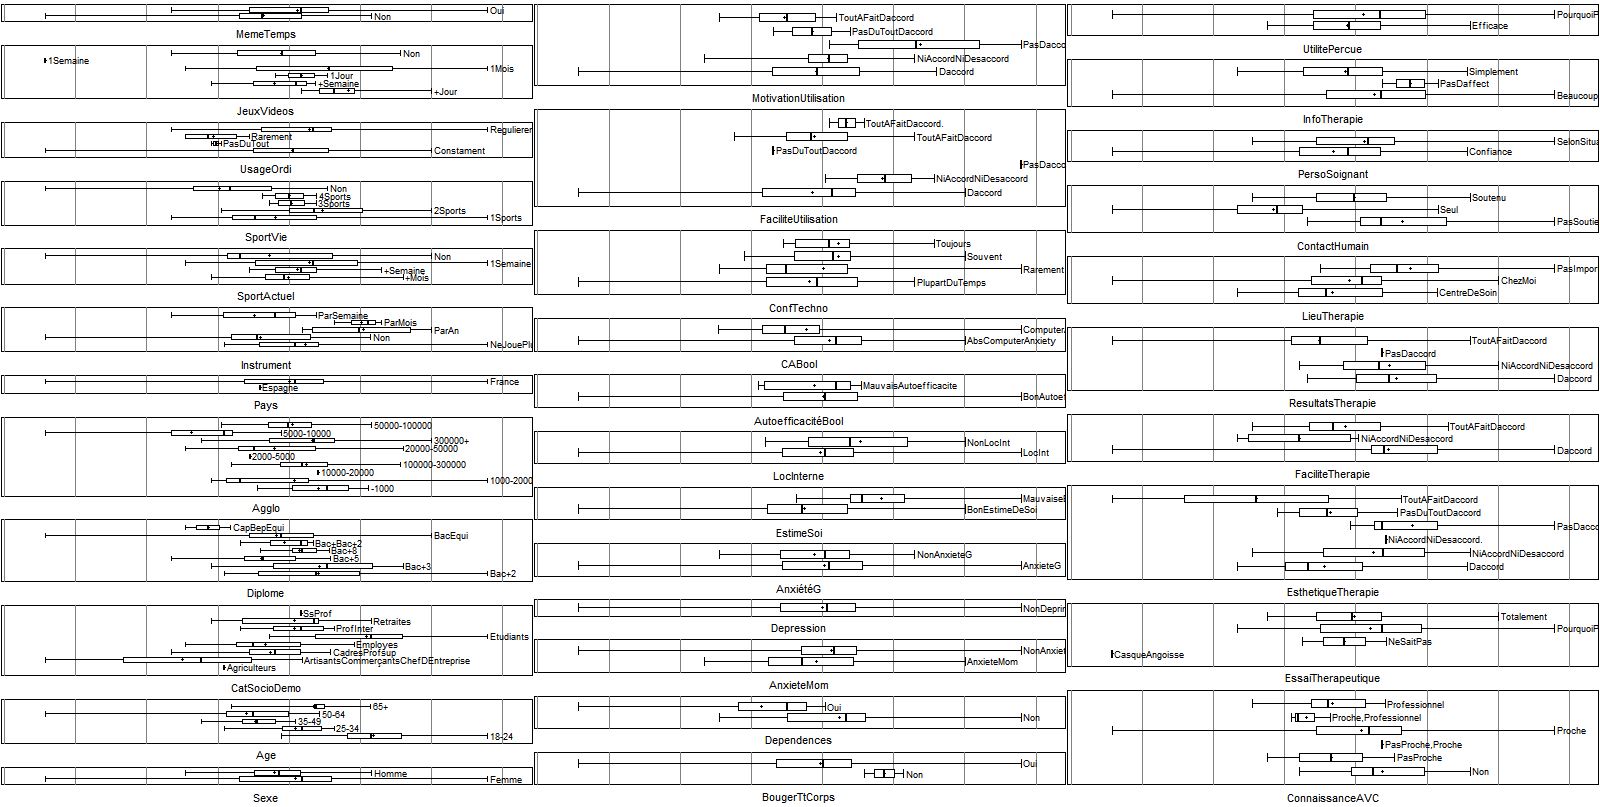 Oui
Non
MemeTemps
Non
1Semaine
1Mois
1Jour
+Semaine
+Jour
JeuxVideos
Regulierer
Rarement
PasDuTout
Constament
UsageOrdi
Non
4Sports
3Sports
2Sports
1Sports
SportVie
Non
1Semaine
+Semaine
+Mois
SportActuel
ParSemaine
ParMois
ParAn
Non
NeJouePl
Instrument
France
Espagne
Pays
50000-100000
5000-10000
300000+
20000-50000
2000-5000
100000-300000
10000-20000
1000-200
-1000
Agglo
CapBepEqui
BacEqui
Bac+Bac+2
Bac+8
Bac+5
Bac+3
Bac+2
Diplome
SsProf
Retraites
ProfInter
Etudiants
Employes
CadresProfsup
ArtisantsCommerçantsChefDEntreprise
Agriculteurs
CatSocioDemo
65+
50-64
35-49
25-34
18-24
Age
Homme
Femme
Sexe
ToutAFaitDaccord
PasDuToutDaccord
PasDacco
NiAccordNiDesaccord
Daccord
MotivationUtilisation
ToutAFaitDaccord.
ToutAFaitDaccord
PasDuToutDaccord
PasDacco
NiAccordNiDesaccord
Daccord
FaciliteUtilisation
Toujours
Souvent
Rarement
PlupartDuTemps
ConfTechno
Computer
AbsComputerAnxiety
CABool
MauvaisAutoefficacite
BonAutoef
AutoefficacitéBool
NonLocInt
LocInt
LocInterne
Mauvaise
BonEstimeDeSoi
EstimeSoi
NonAnxieteG
AnxieteG
AnxiétéG
NonDeprir
Depression
NonAnxiet
AnxieteMom
AnxieteMom
Oui
Non
Dependences
Oui
Non
BougerTtCorps
PourquoiP
Efficace
UtilitePercue
Simplement
PasDaffect
Beaucoup
InfoTherapie
SelonSitua
Confiance
PersoSoignant
Soutenu
Seul
PasSoutie
ContactHumain
PasImpor
ChezMoi
CentreDeSoin
LieuTherapie
ToutAFaitDaccord
PasDaccord
NiAccordNiDesaccord
Daccord
ResultatsTherapie
ToutAFaitDaccord
NiAccordNiDesaccord
Daccord
FaciliteTherapie
ToutAFaitDaccord
PasDuToutDaccord
PasDacco
NiAccordNiDesaccord.
NiAccordNiDesaccord
Daccord
EsthetiqueTherapie
Totalement
PourquoiP
NeSaitPas
CasqueAngoisse
EssaiTherapeutique
Professionnel
Proche,Professionnel
Proche
PasProche,Proche
PasProche
Non
ConnaissanceAVC